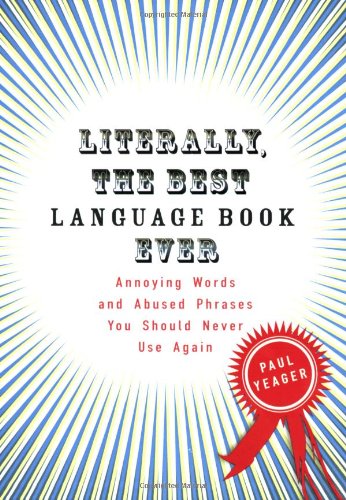 LITERALLY,
THE BEST
LANGUAGE BOOK
EVER
Annoying Words
and Abused Phrases
You Should Never
Use Again
PAUL
YEAGER